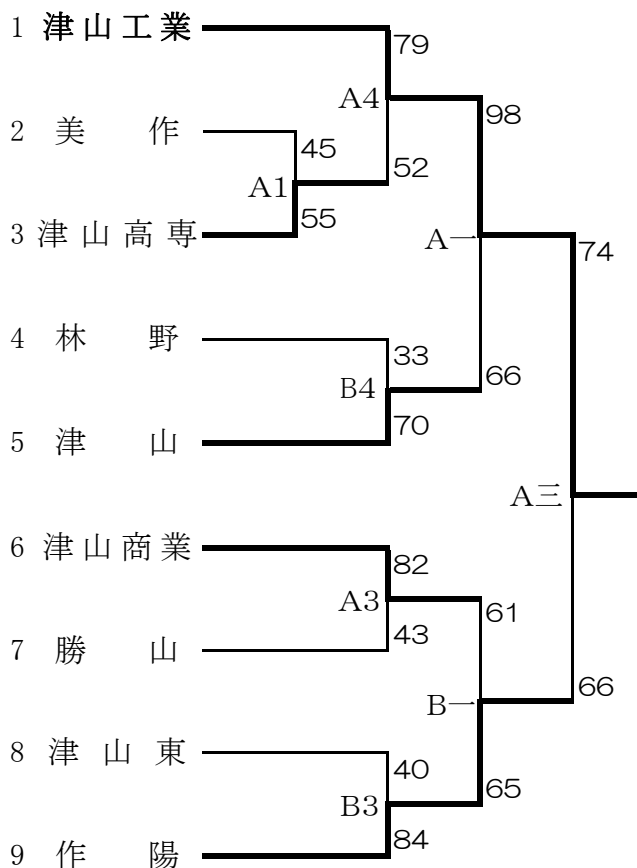 1 津山工業
79
A4
98
2 美 作
45
52
A1
55
3 津山高専
A一
74
4 林 野
33
66
B4
70
5 津 山
A三
6 津山商業
82
A3
61
43
7 勝 山
66
B一
8 津山東
40
65
B3
84
9 作 陽